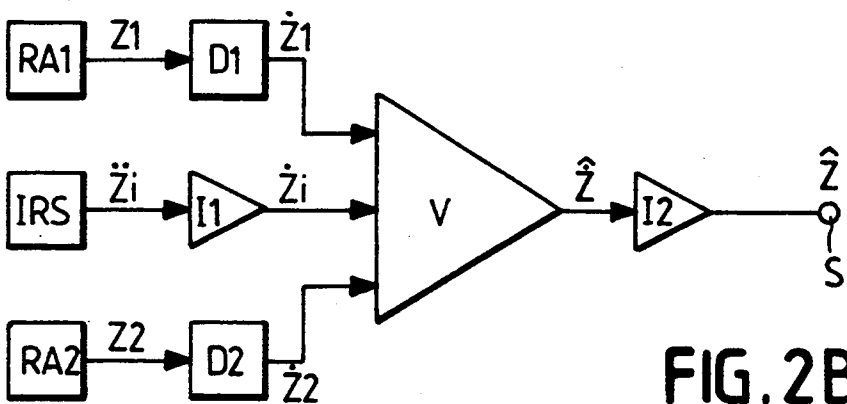 RA1 Z1 D1 Ż1
IRS Z̈i I1 Żi V Ż̂ I2 Ẑ
S
RA2 Z2 D2 Ż2
FIG. 2B